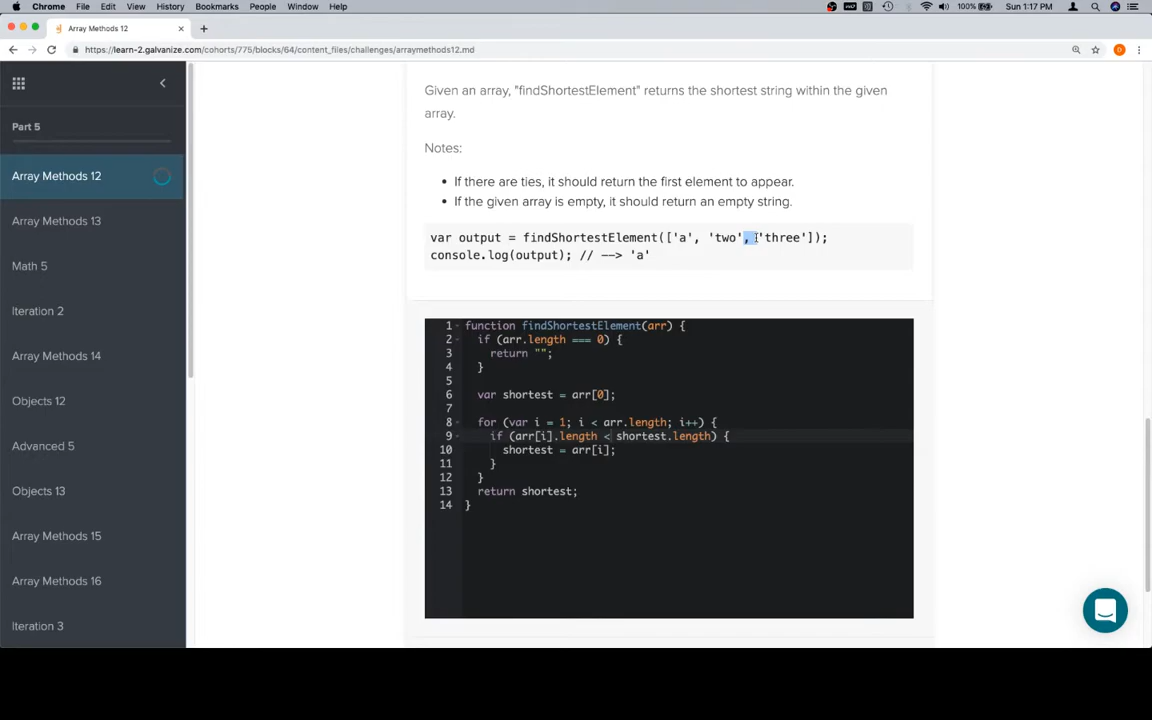 Chrome File Edit View History Bookmarks People Window Help
100% Sun 1:17 PM
Array Methods 12
https://learn-2.galvanize.com/cohorts/775/blocks/64/content_files/challenges/arraymethods12.md
Part 5
Array Methods 12
Array Methods 13
Math 5
Iteration 2
Array Methods 14
Objects 12
Advanced 5
Objects 13
Array Methods 15
Array Methods 16
Iteration 3
Given an array, "findShortestElement" returns the shortest string within the given
array.
Notes:
• If there are ties, it should return the first element to appear.
• If the given array is empty, it should return an empty string.
var output = findShortestElement(['a', 'two', 'three']);
console.log(output); // --> 'a'
1 function findShortestElement(arr) {
2 if (arr.length === 0) {
3 return "";
4 }
5
6 var shortest = arr[0];
7
8 for (var i = 1; i < arr.length; i++) {
9 if (arr[i].length < shortest.length) {
10 shortest = arr[i];
11 }
12 }
13 return shortest;
14 }